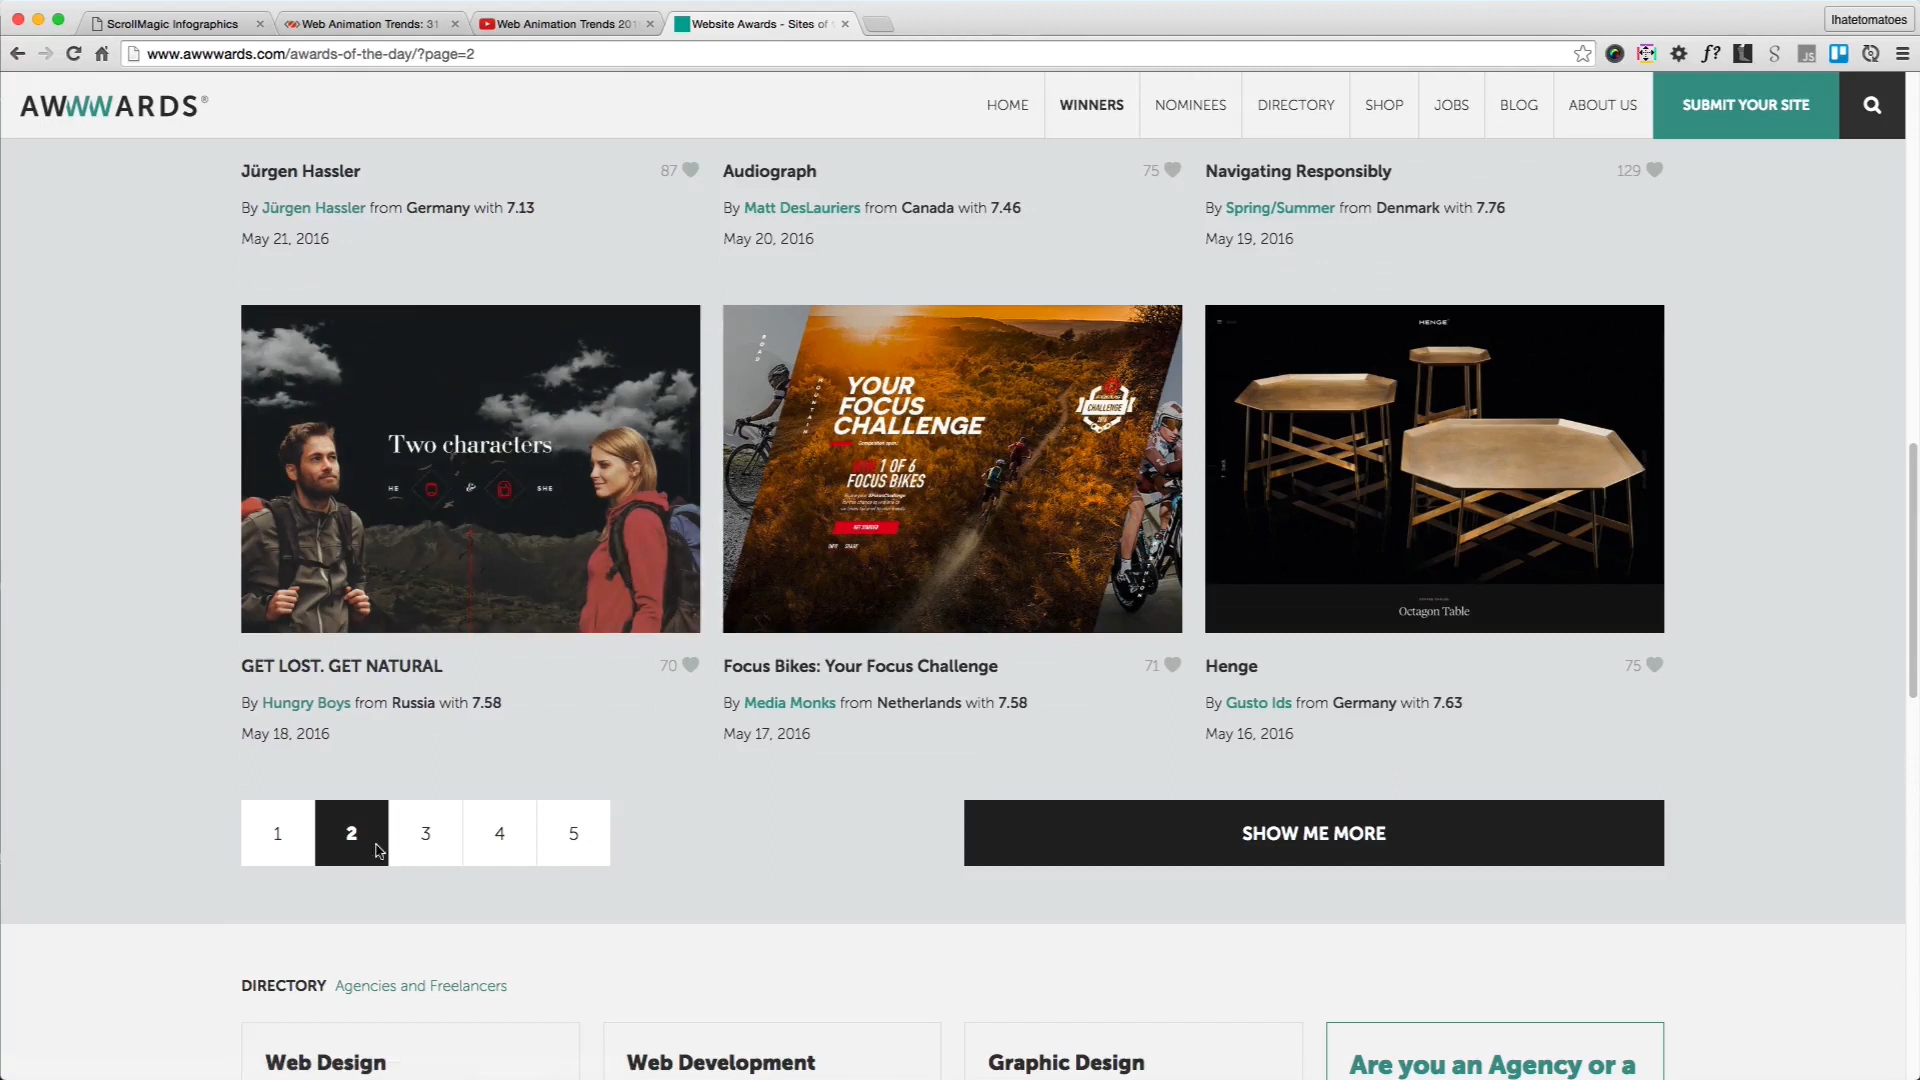 ScrollMagic Infographics
Web Animation Trends: 31
Web Animation Trends 201
Website Awards - Sites of
Ihatetomatoes
www.awwwards.com/awards-of-the-day/?page=2
AWWWARDS®
HOME
WINNERS
NOMINEES
DIRECTORY
SHOP
JOBS
BLOG
ABOUT US
SUBMIT YOUR SITE
Jürgen Hassler
87
By Jürgen Hassler from Germany with 7.13
May 21, 2016
Audiograph
75
By Matt DesLauriers from Canada with 7.46
May 20, 2016
Navigating Responsibly
129
By Spring/Summer from Denmark with 7.76
May 19, 2016
Two characters
HE & SHE
ROAD
MOUNTAIN
YOUR
FOCUS
CHALLENGE
CHALLENGE
1 OF 6
FOCUS BIKES
GET STARTED
HENGE
Octagon Table
GET LOST. GET NATURAL
70
By Hungry Boys from Russia with 7.58
May 18, 2016
Focus Bikes: Your Focus Challenge
71
By Media Monks from Netherlands with 7.58
May 17, 2016
Henge
75
By Gusto Ids from Germany with 7.63
May 16, 2016
1
2
3
4
5
SHOW ME MORE
DIRECTORY Agencies and Freelancers
Web Design
Web Development
Graphic Design
Are you an Agency or a